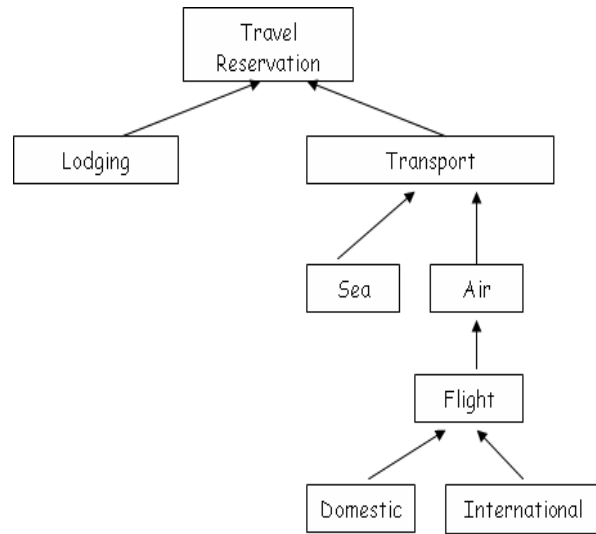 Travel
Reservation
Lodging
Transport
Sea
Air
Flight
Domestic
International